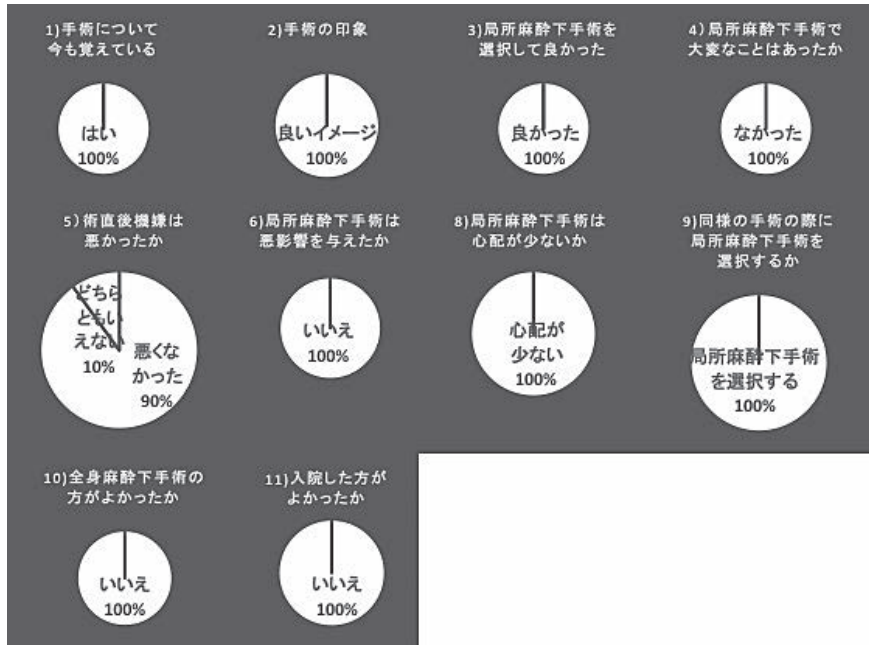 1)手術について
今も覚えている
はい
100%
2)手術の印象
良いイメージ
100%
3)局所麻酔下手術を
選択して良かった
良かった
100%
4)局所麻酔下手術で
大変なことはあったか
なかった
100%
5)術直後機嫌は
悪かったか
どちら
ともい
えない
10%
悪くな
かった
90%
6)局所麻酔下手術は
悪影響を与えたか
いいえ
100%
8)局所麻酔下手術は
心配が少ないか
心配が
少ない
100%
9)同様の手術の際に
局所麻酔下手術を
選択するか
局所麻酔下手術
を選択する
100%
10)全身麻酔下手術の
方がよかったか
いいえ
100%
11)入院した方が
よかったか
いいえ
100%